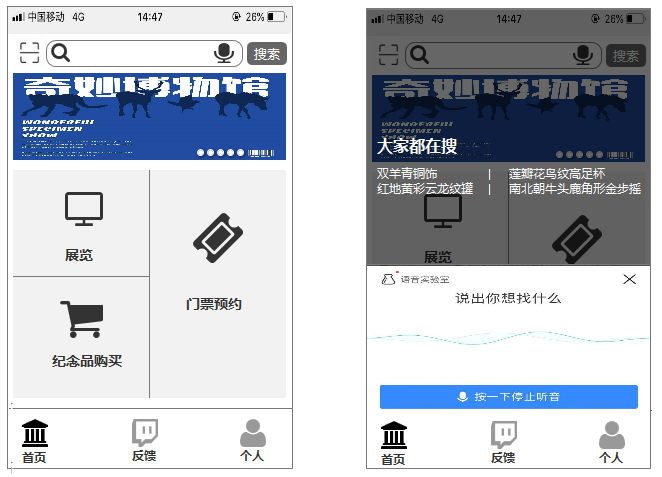 中国移动 4G 14:47 26%
搜索
奇妙博物馆
WONDERFUL
SPECIMEN
SHOW
展览
门票预约
纪念品购买
首页 反馈 个人
中国移动 4G 14:47 26%
搜索
奇妙博物馆
WONDERFUL
SPECIMEN
大家都在搜
双羊青铜饰 | 莲瓣花鸟纹高足杯
红地黄彩云龙纹罐 | 南北朝牛头鹿角形金步摇
展览
语音实验室
说出你想找什么
按一下停止听音
首页 反馈 个人